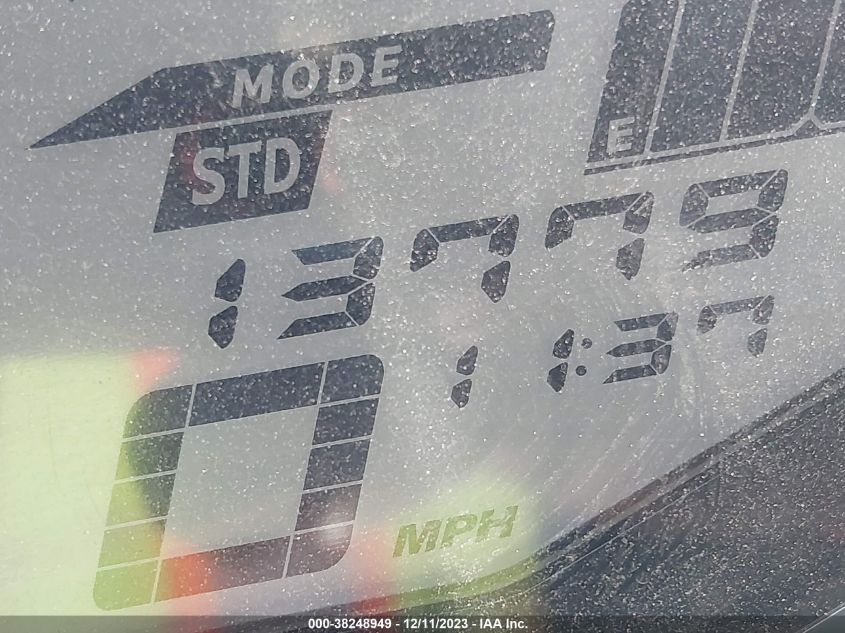 MODE
STD
E
13779
11:37
0
MPH
000-38248949 - 12/11/2023 - IAA Inc.